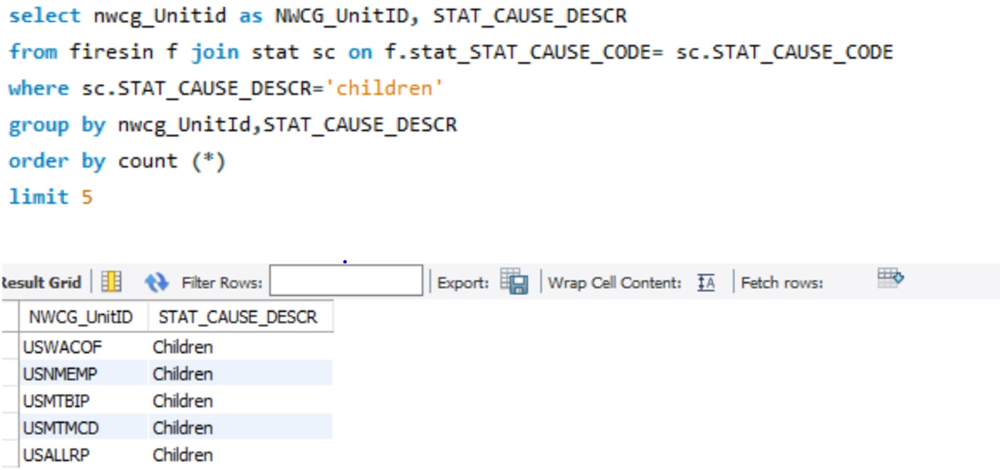 select nwcg_Unitid as NWCG_UnitID, STAT_CAUSE_DESCR
from firesin f join stat sc on f.stat_STAT_CAUSE_CODE= sc.STAT_CAUSE_CODE
where sc.STAT_CAUSE_DESCR='children'
group by nwcg_UnitId,STAT_CAUSE_DESCR
order by count (*)
limit 5
Result Grid Filter Rows: Export: Wrap Cell Content: Fetch rows:
NWCG_UnitID STAT_CAUSE_DESCR
USWACOF Children
USNMEMP Children
USMTBIP Children
USMTMCD Children
USALLRP Children